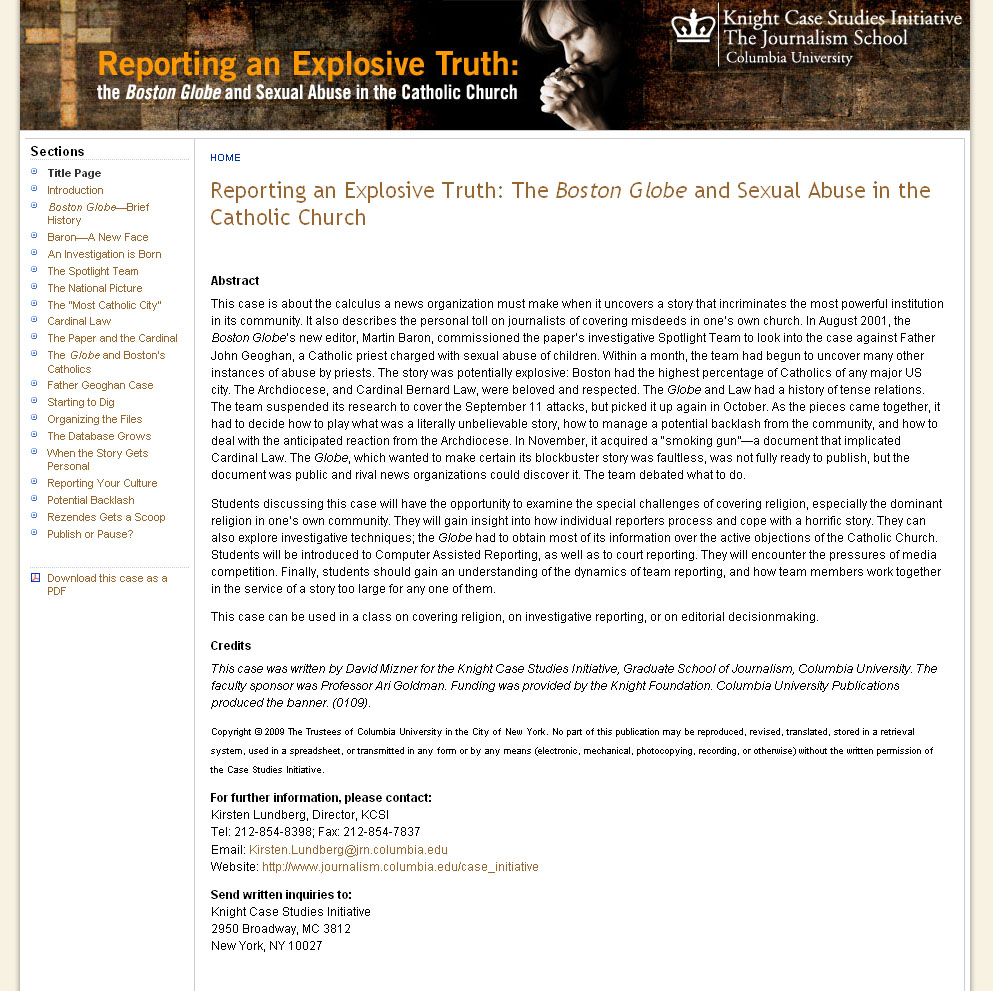 Reporting an Explosive Truth:
the Boston Globe and Sexual Abuse in the Catholic Church
Knight Case Studies Initiative
The Journalism School
Columbia University
Sections
Title Page
Introduction
Boston Globe—Brief
History
Baron—A New Face
An Investigation is Born
The Spotlight Team
The National Picture
The "Most Catholic City"
Cardinal Law
The Paper and the Cardinal
The Globe and Boston's
Catholics
Father Geoghan Case
Starting to Dig
Organizing the Files
The Database Grows
When the Story Gets
Personal
Reporting Your Culture
Potential Backlash
Rezendes Gets a Scoop
Publish or Pause?
Download this case as a
PDF
HOME
Reporting an Explosive Truth: The Boston Globe and Sexual Abuse in the
Catholic Church
Abstract
This case is about the calculus a news organization must make when it uncovers a story that incriminates the most powerful institution
in its community. It also describes the personal toll on journalists of covering misdeeds in one's own church. In August 2001, the
Boston Globe's new editor, Martin Baron, commissioned the paper's investigative Spotlight Team to look into the case against Father
John Geoghan, a Catholic priest charged with sexual abuse of children. Within a month, the team had begun to uncover many other
instances of abuse by priests. The story was potentially explosive: Boston had the highest percentage of Catholics of any major US
city. The Archdiocese, and Cardinal Bernard Law, were beloved and respected. The Globe and Law had a history of tense relations.
The team suspended its research to cover the September 11 attacks, but picked it up again in October. As the pieces came together, it
had to decide how to play what was a literally unbelievable story, how to manage a potential backlash from the community, and how to
deal with the anticipated reaction from the Archdiocese. In November, it acquired a "smoking gun"—a document that implicated
Cardinal Law. The Globe, which wanted to make certain its blockbuster story was faultless, was not fully ready to publish, but the
document was public and rival news organizations could discover it. The team debated what to do.
Students discussing this case will have the opportunity to examine the special challenges of covering religion, especially the dominant
religion in one's own community. They will gain insight into how individual reporters process and cope with a horrific story. They can
also explore investigative techniques; the Globe had to obtain most of its information over the active objections of the Catholic Church.
Students will be introduced to Computer Assisted Reporting, as well as to court reporting. They will encounter the pressures of media
competition. Finally, students should gain an understanding of the dynamics of team reporting, and how team members work together
in the service of a story too large for any one of them.
This case can be used in a class on covering religion, on investigative reporting, or on editorial decisionmaking.
Credits
This case was written by David Mizner for the Knight Case Studies Initiative, Graduate School of Journalism, Columbia University. The
faculty sponsor was Professor Ari Goldman. Funding was provided by the Knight Foundation. Columbia University Publications
produced the banner. (0109).
Copyright © 2009 The Trustees of Columbia University in the City of New York. No part of this publication may be reproduced, revised, translated, stored in a retrieval
system, used in a spreadsheet, or transmitted in any form or by any means (electronic, mechanical, photocopying, recording, or otherwise) without the written permission of
the Case Studies Initiative.
For further information, please contact:
Kirsten Lundberg, Director, KCSI
Tel: 212-854-8398; Fax: 212-854-7837
Email: Kirsten.Lundberg@jrn.columbia.edu
Website: http://www.journalism.columbia.edu/case_initiative
Send written inquiries to:
Knight Case Studies Initiative
2950 Broadway, MC 3812
New York, NY 10027